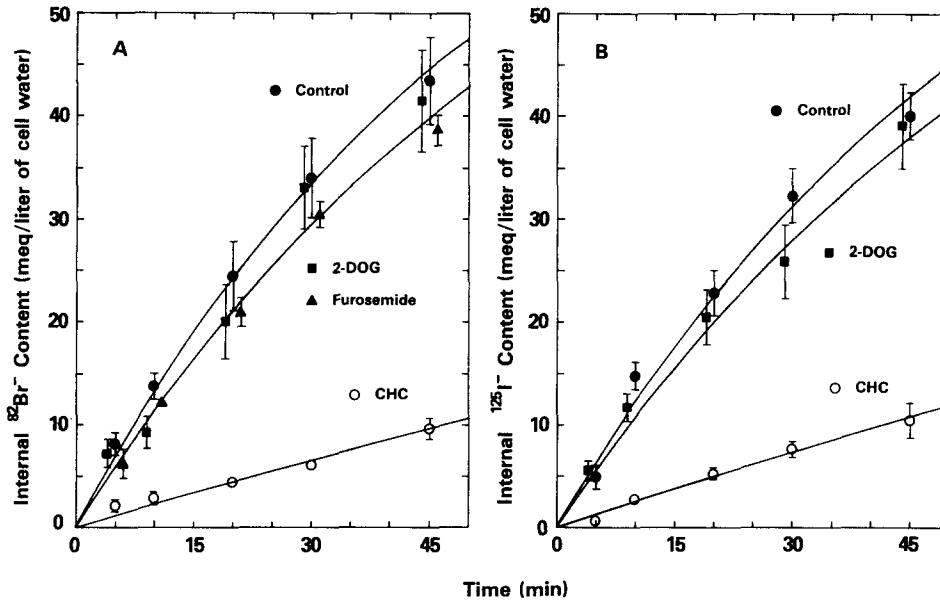 Internal ⁸²Br⁻ Content (meq/liter of cell water)
50
40
30
20
10
0
A
Control
2-DOG
Furosemide
CHC
0
15
30
45
Internal ¹²⁵I⁻ Content (meq/liter of cell water)
50
40
30
20
10
0
B
Control
2-DOG
CHC
0
15
30
45
Time (min)